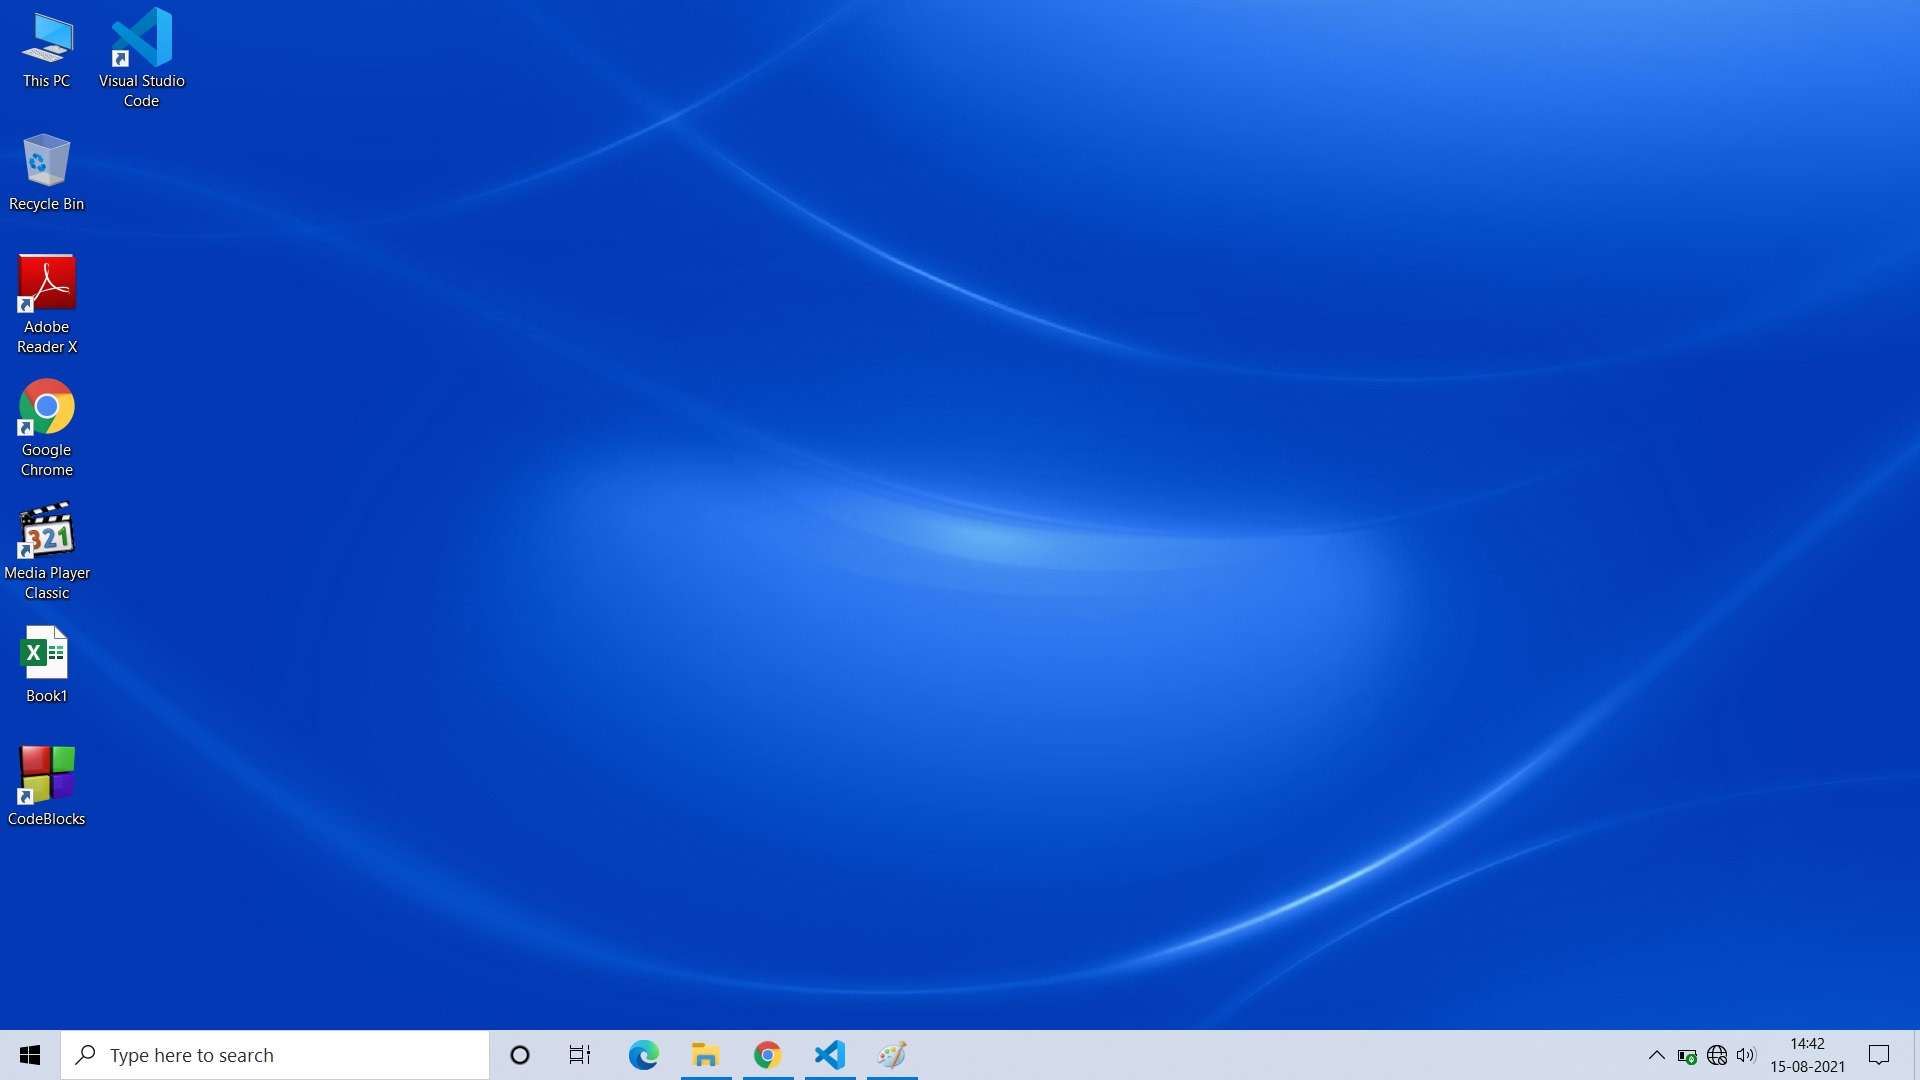 This PC
Visual Studio
Code
Recycle Bin
Adobe
Reader X
Google
Chrome
321
Media Player
Classic
X
Book1
CodeBlocks
Type here to search
14:42
15-08-2021